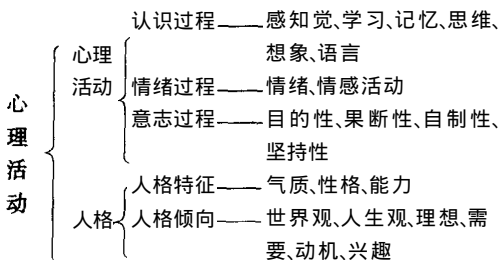 心理活动
心理活动
认识过程——感知觉、学习、记忆、思维、
想象、语言
情绪过程——情绪、情感活动
意志过程——目的性、果断性、自制性、
坚持性
人格
人格特征——气质、性格、能力
人格倾向——世界观、人生观、理想、需
要、动机、兴趣